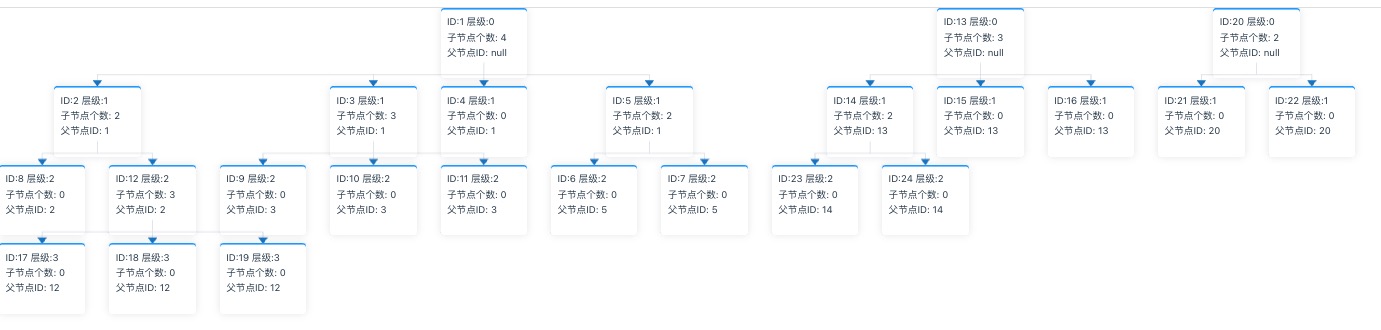 ID:1 层级:0
子节点个数: 4
父节点ID: null
ID:13 层级:0
子节点个数: 3
父节点ID: null
ID:20 层级:0
子节点个数: 2
父节点ID: null
ID:2 层级:1
子节点个数: 2
父节点ID: 1
ID:3 层级:1
子节点个数: 3
父节点ID: 1
ID:4 层级:1
子节点个数: 0
父节点ID: 1
ID:5 层级:1
子节点个数: 2
父节点ID: 1
ID:14 层级:1
子节点个数: 2
父节点ID: 13
ID:15 层级:1
子节点个数: 0
父节点ID: 13
ID:16 层级:1
子节点个数: 0
父节点ID: 13
ID:21 层级:1
子节点个数: 0
父节点ID: 20
ID:22 层级:1
子节点个数: 0
父节点ID: 20
ID:8 层级:2
子节点个数: 0
父节点ID: 2
ID:12 层级:2
子节点个数: 3
父节点ID: 2
ID:9 层级:2
子节点个数: 0
父节点ID: 3
ID:10 层级:2
子节点个数: 0
父节点ID: 3
ID:11 层级:2
子节点个数: 0
父节点ID: 3
ID:6 层级:2
子节点个数: 0
父节点ID: 5
ID:7 层级:2
子节点个数: 0
父节点ID: 5
ID:23 层级:2
子节点个数: 0
父节点ID: 14
ID:24 层级:2
子节点个数: 0
父节点ID: 14
ID:17 层级:3
子节点个数: 0
父节点ID: 12
ID:18 层级:3
子节点个数: 0
父节点ID: 12
ID:19 层级:3
子节点个数: 0
父节点ID: 12